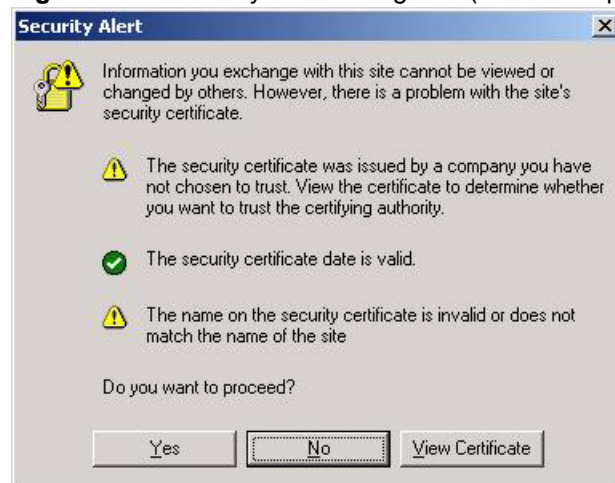 Security Alert
Information you exchange with this site cannot be viewed or
changed by others. However, there is a problem with the site's
security certificate.
The security certificate was issued by a company you have
not chosen to trust. View the certificate to determine whether
you want to trust the certifying authority.
The security certificate date is valid.
The name on the security certificate is invalid or does not
match the name of the site
Do you want to proceed?
Yes No View Certificate